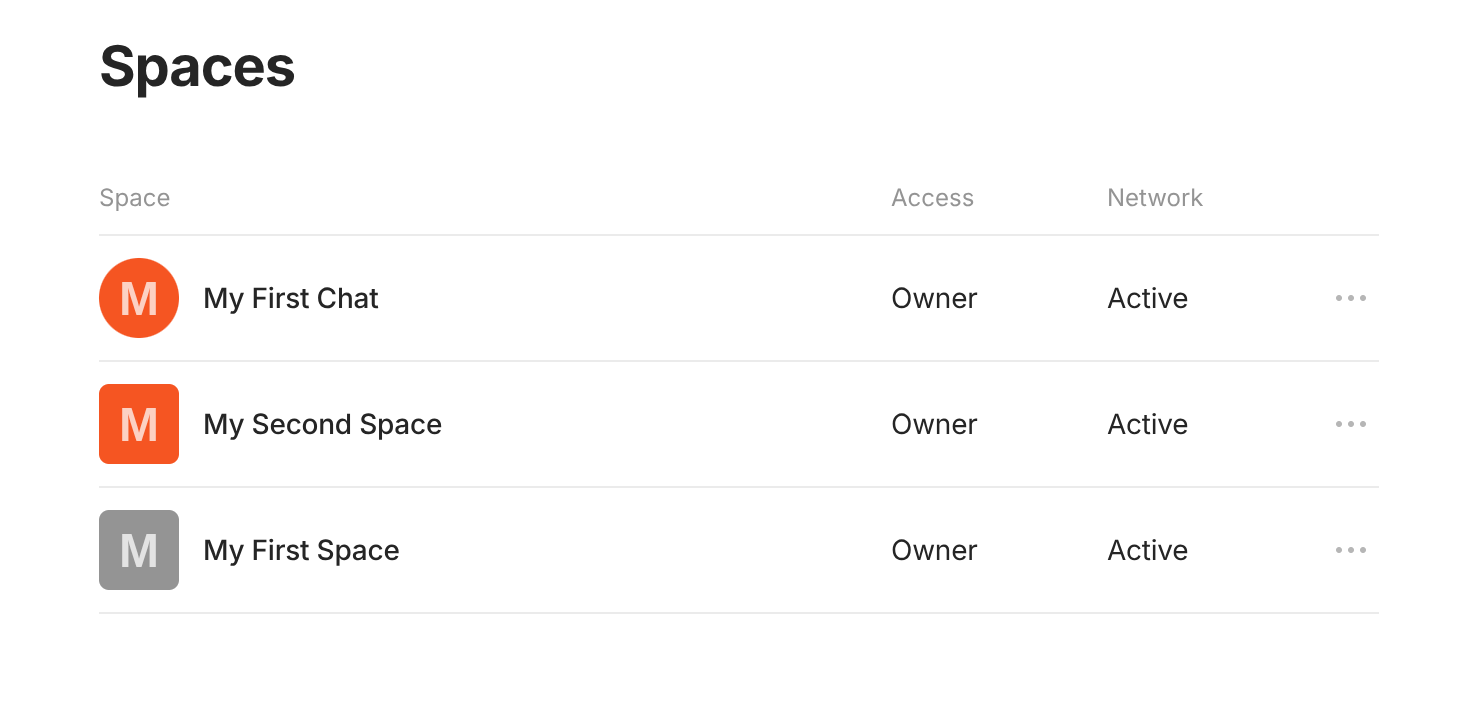 Spaces
Space Access Network
M My First Chat Owner Active
M My Second Space Owner Active
M My First Space Owner Active